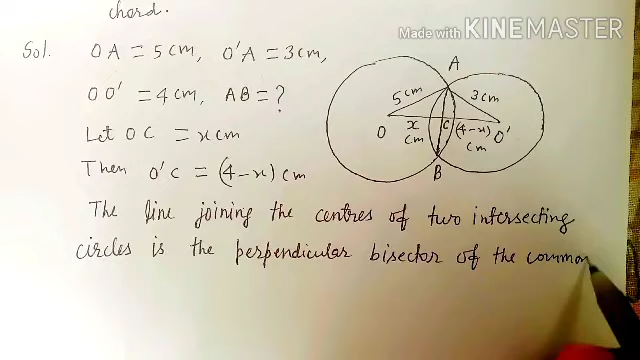 chord.
Made with KINEMASTER
Sol. OA = 5cm, O'A = 3cm,
OO' = 4cm, AB = ?
Let OC = x cm
Then O'C = (4-x) cm
A
5cm
3cm
O
x
cm
C
(4-x)
cm
O'
B
The line joining the centres of two intersecting
circles is the perpendicular bisector of the common